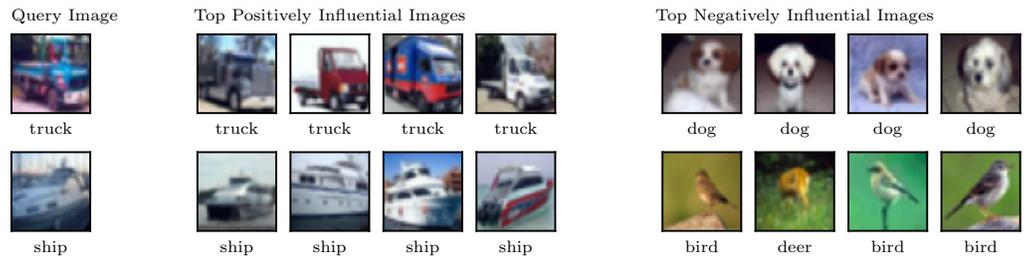 Query Image Top Positively Influential Images Top Negatively Influential Images
truck truck truck truck truck dog dog dog dog
ship ship ship ship ship bird deer bird bird